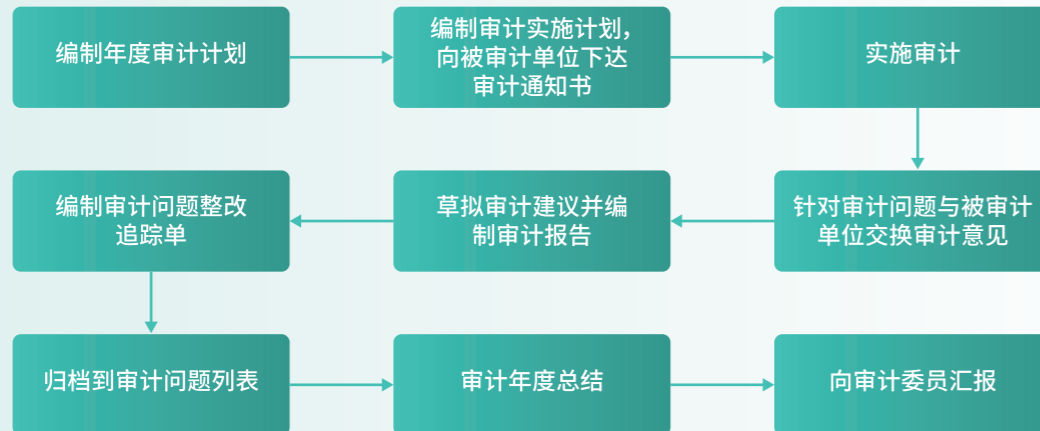 编制年度审计计划
编制审计实施计划，
向被审计单位下达
审计通知书
实施审计
针对审计问题与被审计
单位交换审计意见
草拟审计建议并编
制审计报告
编制审计问题整改
追踪单
归档到审计问题列表
审计年度总结
向审计委员汇报